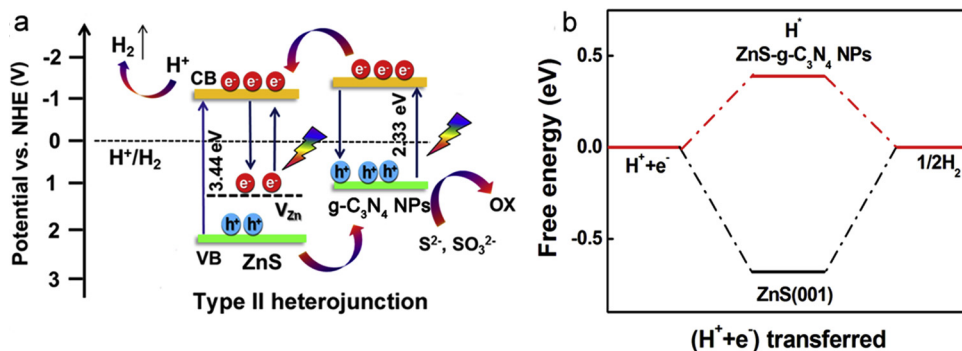 a
Potential vs. NHE (V)
-2
-1
0
1
2
3
H₂
H⁺
CB
e⁻ e⁻ e⁻
e⁻ e⁻ e⁻
3.44 eV
2.33 eV
H⁺/H₂
e⁻ e⁻
h⁺ h⁺ h⁺
V_Zn
g-C₃N₄ NPs
OX
h⁺ h⁺
S²⁻, SO₃²⁻
VB
ZnS
Type II heterojunction
b
Free energy (eV)
0.5
0.0
-0.5
H*
ZnS-g-C₃N₄ NPs
H⁺+e⁻
1/2H₂
ZnS(001)
(H⁺+e⁻) transferred